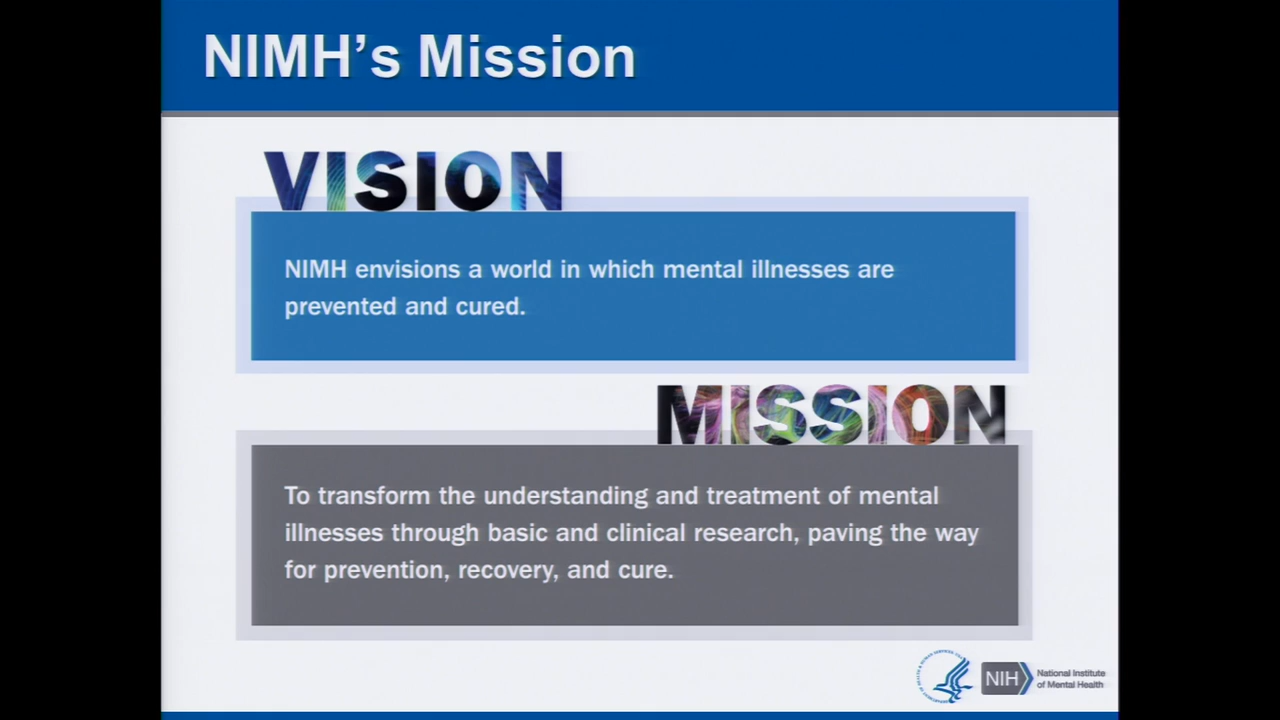 NIMH’s Mission
VISION
NIMH envisions a world in which mental illnesses are
prevented and cured.
MISSION
To transform the understanding and treatment of mental
illnesses through basic and clinical research, paving the way
for prevention, recovery, and cure.
NIH
National Institute
of Mental Health